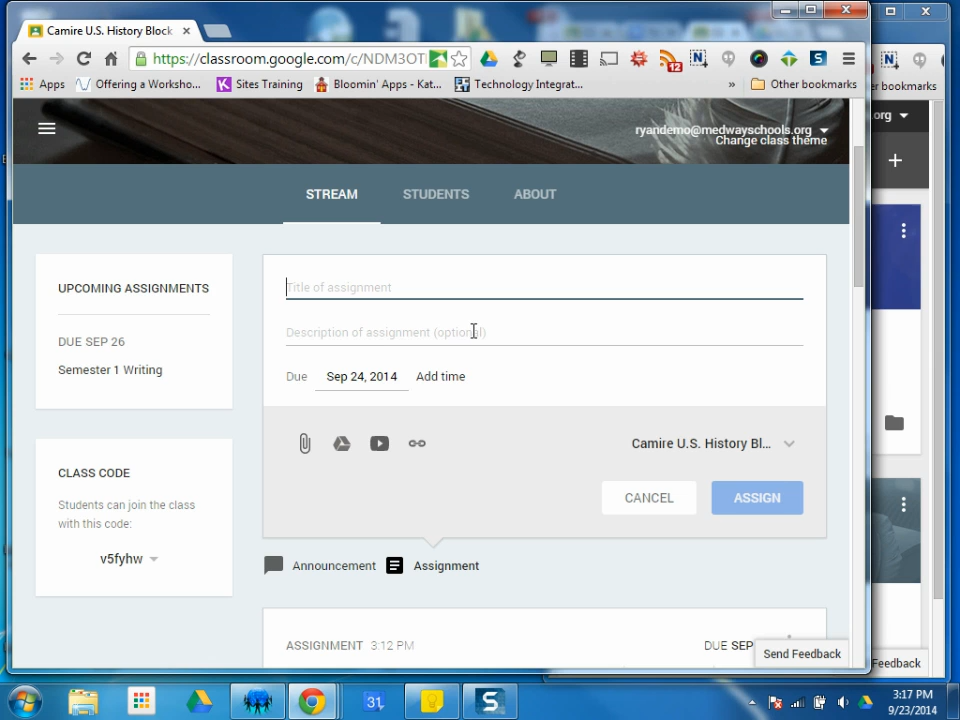 Camire U.S. History Block
https://classroom.google.com/c/NDM3OT
12
Apps
Offering a Worksho...
Sites Training
Bloomin' Apps - Kat...
Technology Integrat...
»
Other bookmarks
er bookmarks
ryandemo@medwayschools.org
Change class theme
.org
STREAM
STUDENTS
ABOUT
UPCOMING ASSIGNMENTS
DUE SEP 26
Semester 1 Writing
CLASS CODE
Students can join the class
with this code:
v5fyhw
Title of assignment
Description of assignment (optional)
Due
Sep 24, 2014
Add time
Camire U.S. History Bl...
CANCEL
ASSIGN
Announcement
Assignment
ASSIGNMENT 3:12 PM
DUE SEP
Send Feedback
Feedback
31
S
3:17 PM
9/23/2014